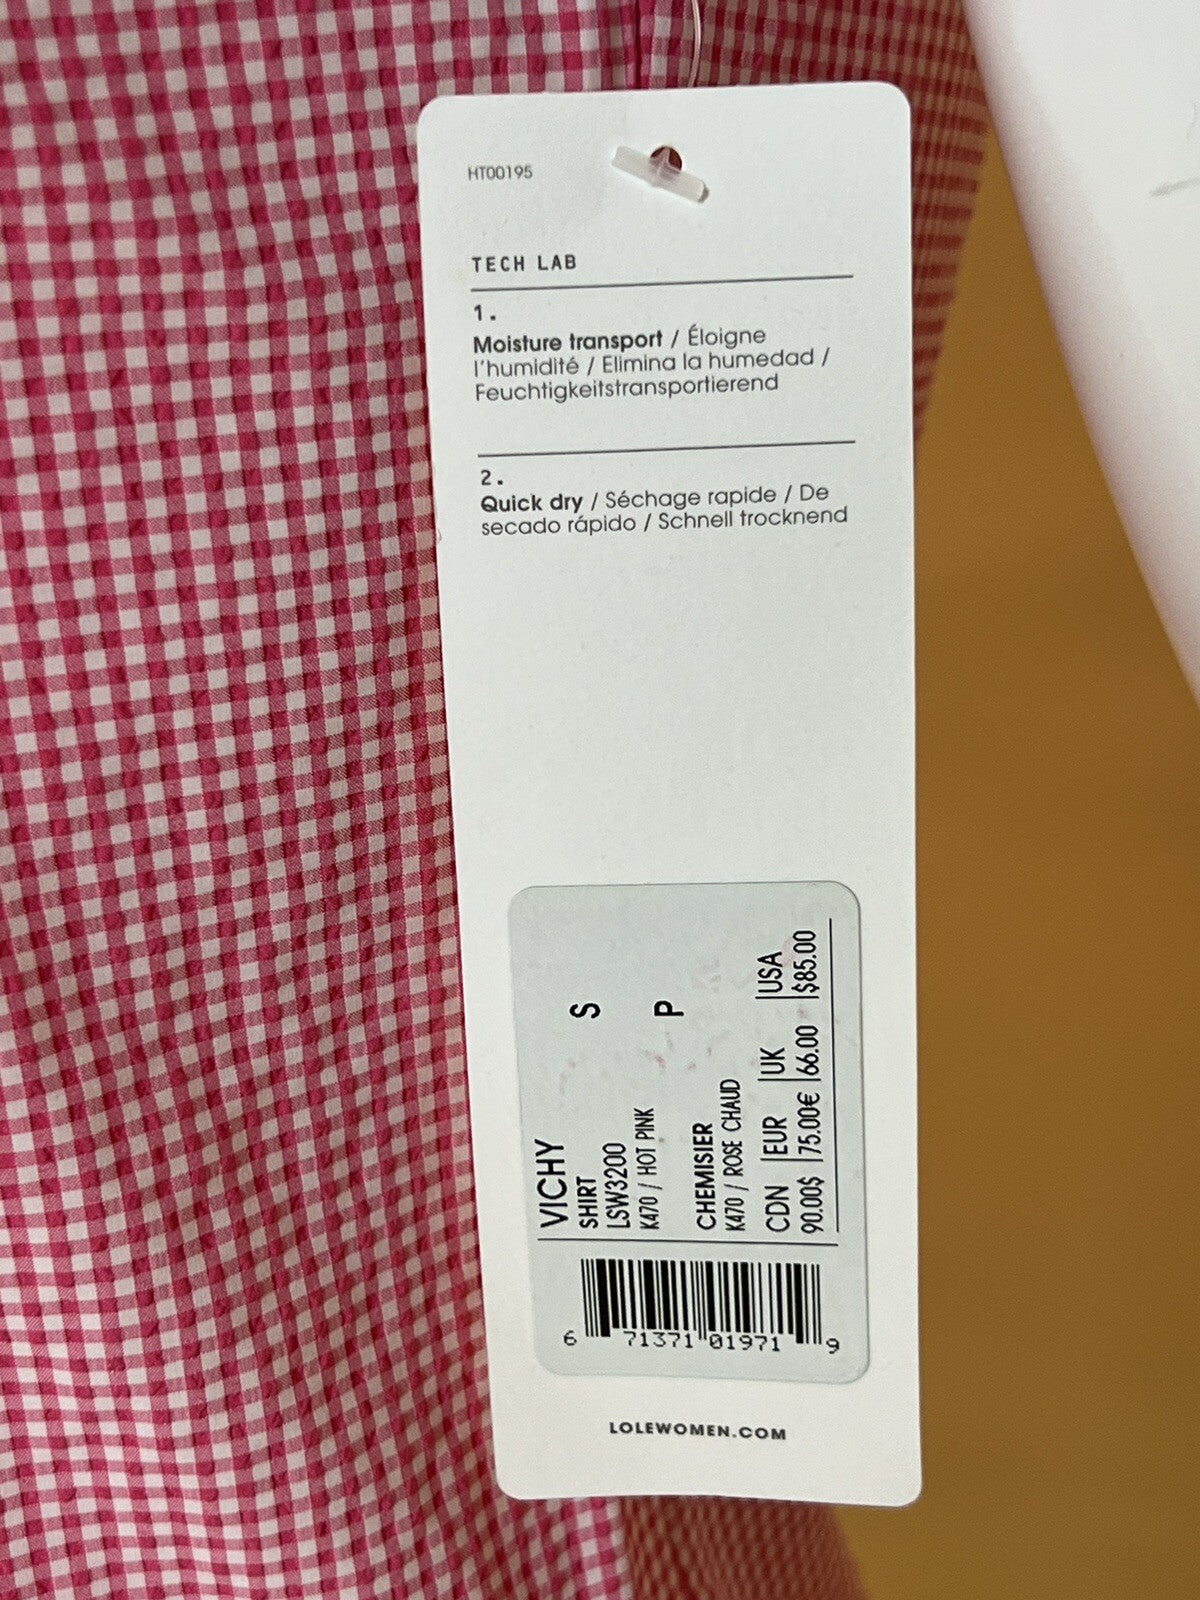 HT00195
TECH LAB
1.
Moisture transport / Éloigne
l'humidité / Elimina la humedad /
Feuchtigkeitstransportierend
2.
Quick dry / Séchage rapide / De
secado rápido / Schnell trocknend
VICHY
SHIRT S
LSW3200
K470 / HOT PINK
P
CHEMISIER
K470 / ROSE CHAUD
CDN EUR UK USA
90.00$ 75.00€ 66.00 $85.00
6 71371 01971 9
LOLEWOMEN.COM